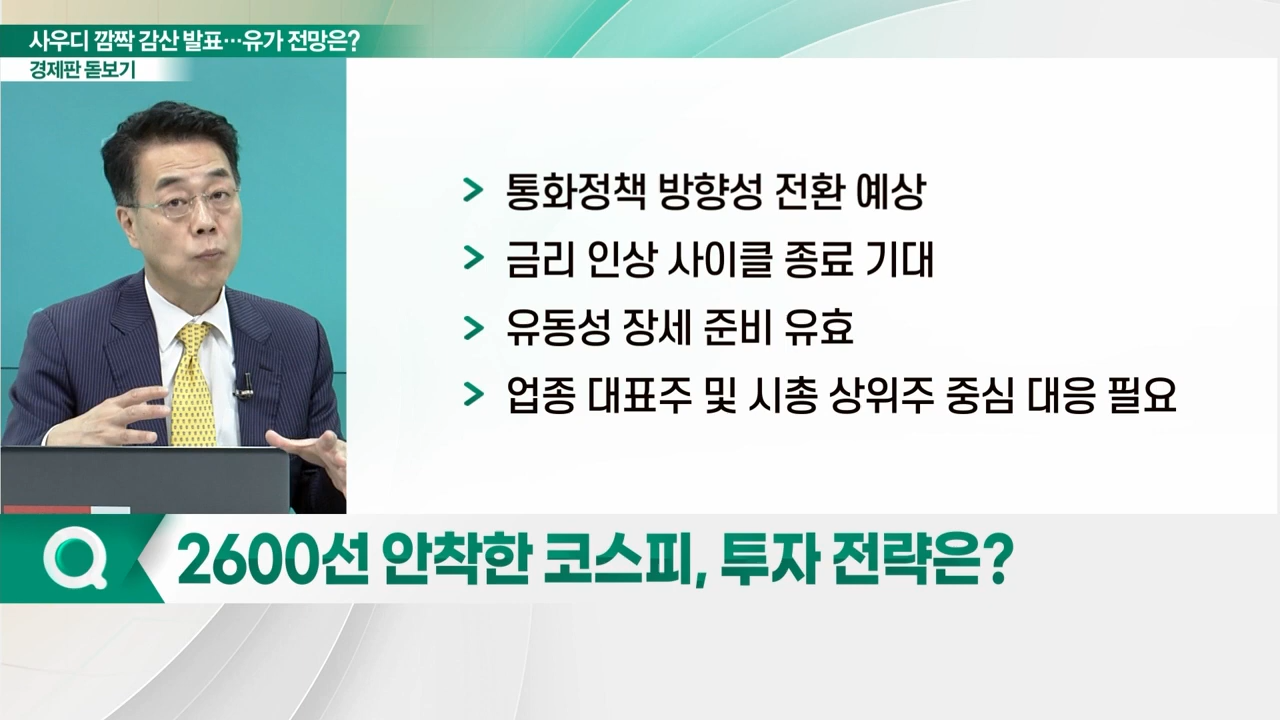 사우디 깜짝 감산 발표…유가 전망은?
경제판 돋보기
> 통화정책 방향성 전환 예상
> 금리 인상 사이클 종료 기대
> 유동성 장세 준비 유효
> 업종 대표주 및 시총 상위주 중심 대응 필요
Q 2600선 안착한 코스피, 투자 전략은?